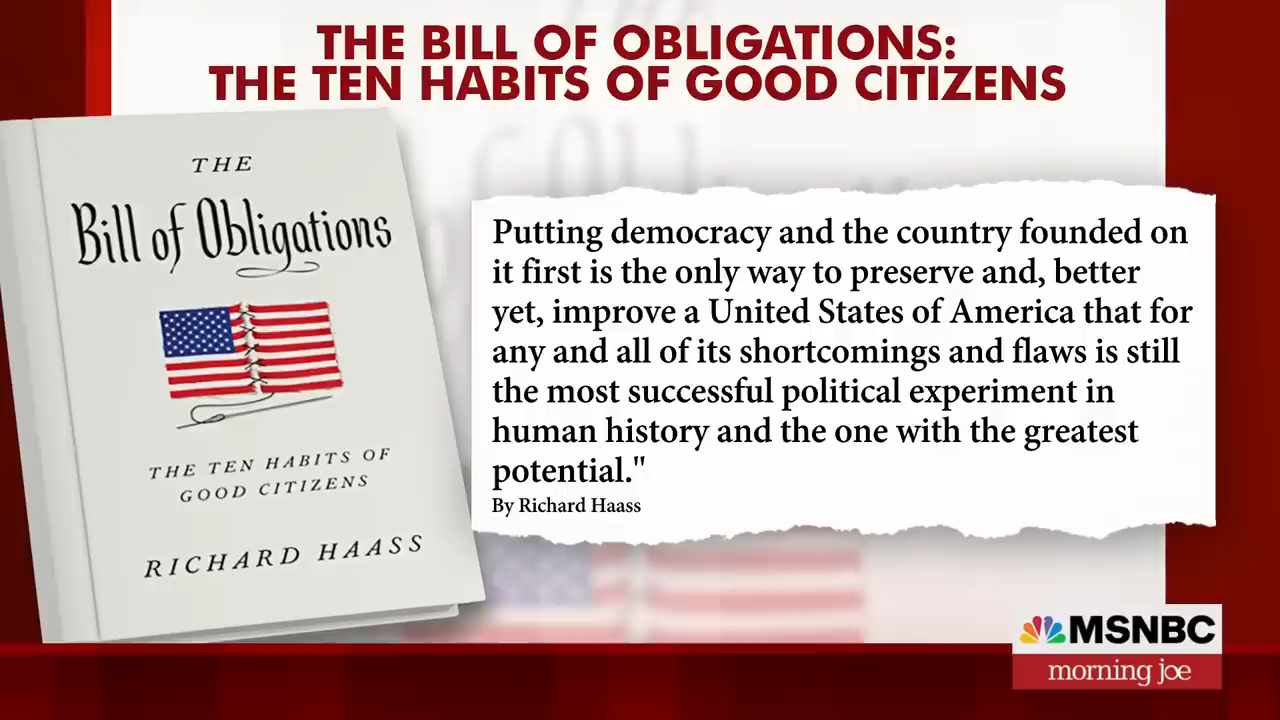 THE BILL OF OBLIGATIONS:
THE TEN HABITS OF GOOD CITIZENS
THE
Bill of Obligations
THE TEN HABITS OF
GOOD CITIZENS
RICHARD HAASS
Putting democracy and the country founded on
it first is the only way to preserve and, better
yet, improve a United States of America that for
any and all of its shortcomings and flaws is still
the most successful political experiment in
human history and the one with the greatest
potential."
By Richard Haass
MSNBC
morning joe